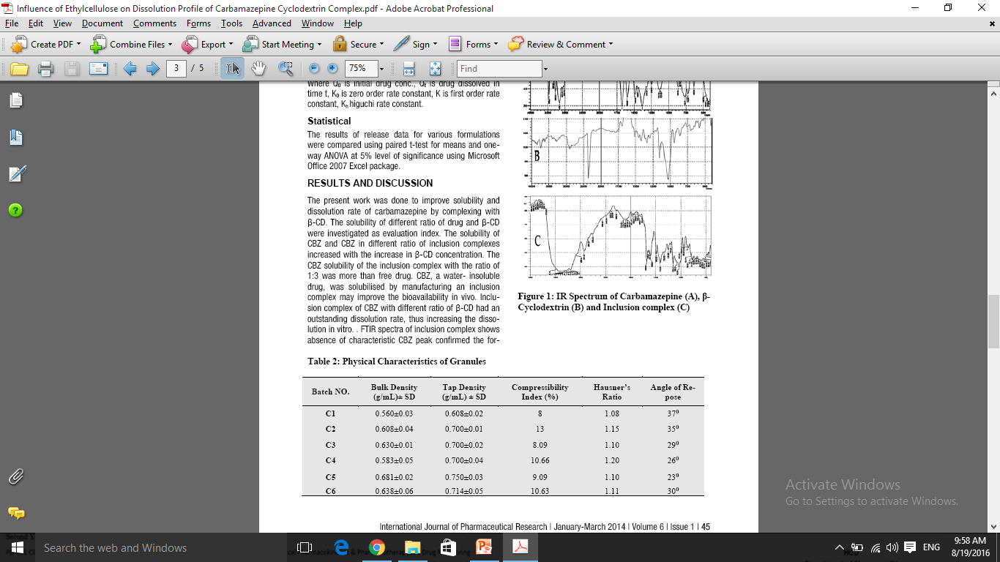 Influence of Ethylcellulose on Dissolution Profile of Carbamazepine Cyclodextrin Complex.pdf - Adobe Acrobat Professional
File Edit View Document Comments Forms Tools Advanced Window Help
Create PDF Combine Files Export Start Meeting Secure Sign Forms Review & Comment
3 / 5 75% Find
Where Q0 is initial drug conc., Qt is drug dissolved in
time t, K0 is zero order rate constant, K is first order rate
constant, Kh higuchi rate constant.
Statistical
The results of release data for various formulations
were compared using paired t-test for means and one-
way ANOVA at 5% level of significance using Microsoft
Office 2007 Excel package.
RESULTS AND DISCUSSION
The present work was done to improve solubility and
dissolution rate of carbamazepine by complexing with
β-CD. The solubility of different ratio of drug and β-CD
were investigated as evaluation index. The solubility of
CBZ and CBZ in different ratio of inclusion complexes
increased with the increase in β-CD concentration. The
CBZ solubility of the inclusion complex with the ratio of
1:3 was more than free drug. CBZ, a water- insoluble
drug, was solubilised by manufacturing an inclusion
complex may improve the bioavailability in vivo. Inclu-
sion complex of CBZ with different ratio of β-CD had an
outstanding dissolution rate, thus increasing the disso-
lution in vitro. . FTIR spectra of inclusion complex shows
absence of characteristic CBZ peak confirmed the for-
B
C
Figure 1: IR Spectrum of Carbamazepine (A), β-
Cyclodextrin (B) and Inclusion complex (C)
Table 2: Physical Characteristics of Granules
Batch NO. Bulk Density (g/mL)± SD Tap Density (g/mL) ± SD Compressibility Index (%) Hausner's Ratio Angle of Re-pose
C1 0.560±0.03 0.608±0.02 8 1.08 37⁰
C2 0.608±0.04 0.700±0.01 13 1.15 35⁰
C3 0.630±0.01 0.700±0.02 8.09 1.10 29⁰
C4 0.583±0.05 0.700±0.04 10.66 1.20 26⁰
C5 0.681±0.02 0.750±0.03 9.09 1.10 23⁰
C6 0.638±0.06 0.714±0.05 10.63 1.11 30⁰
International Journal of Pharmaceutical Research | January-March 2014 | Volume 6 | Issue 1 | 45
Activate Windows
Go to Settings to activate Windows.
Search the web and Windows
ENG
9:58 AM
8/19/2016